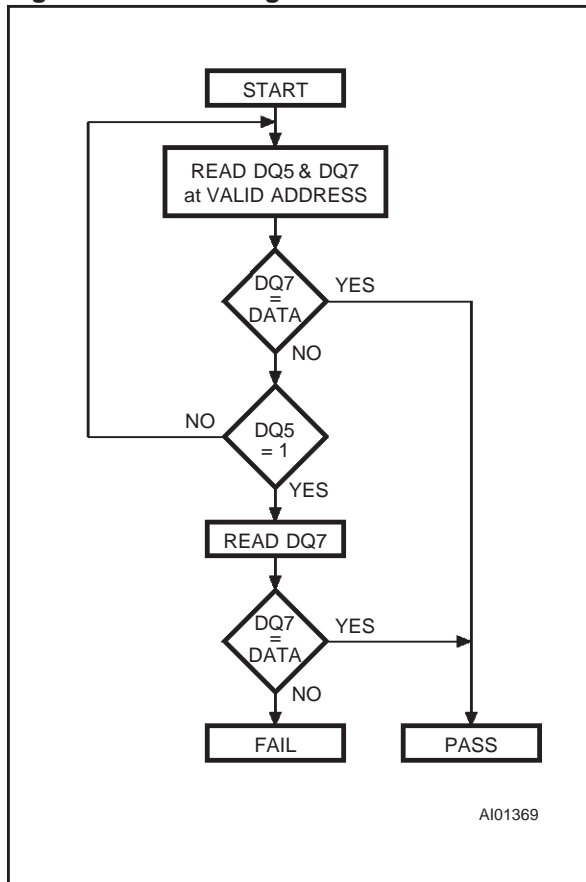 START
READ DQ5 & DQ7
at VALID ADDRESS
DQ7
=
DATA
YES
NO
DQ5
= 1
NO
YES
READ DQ7
DQ7
=
DATA
YES
NO
FAIL
PASS
AI01369